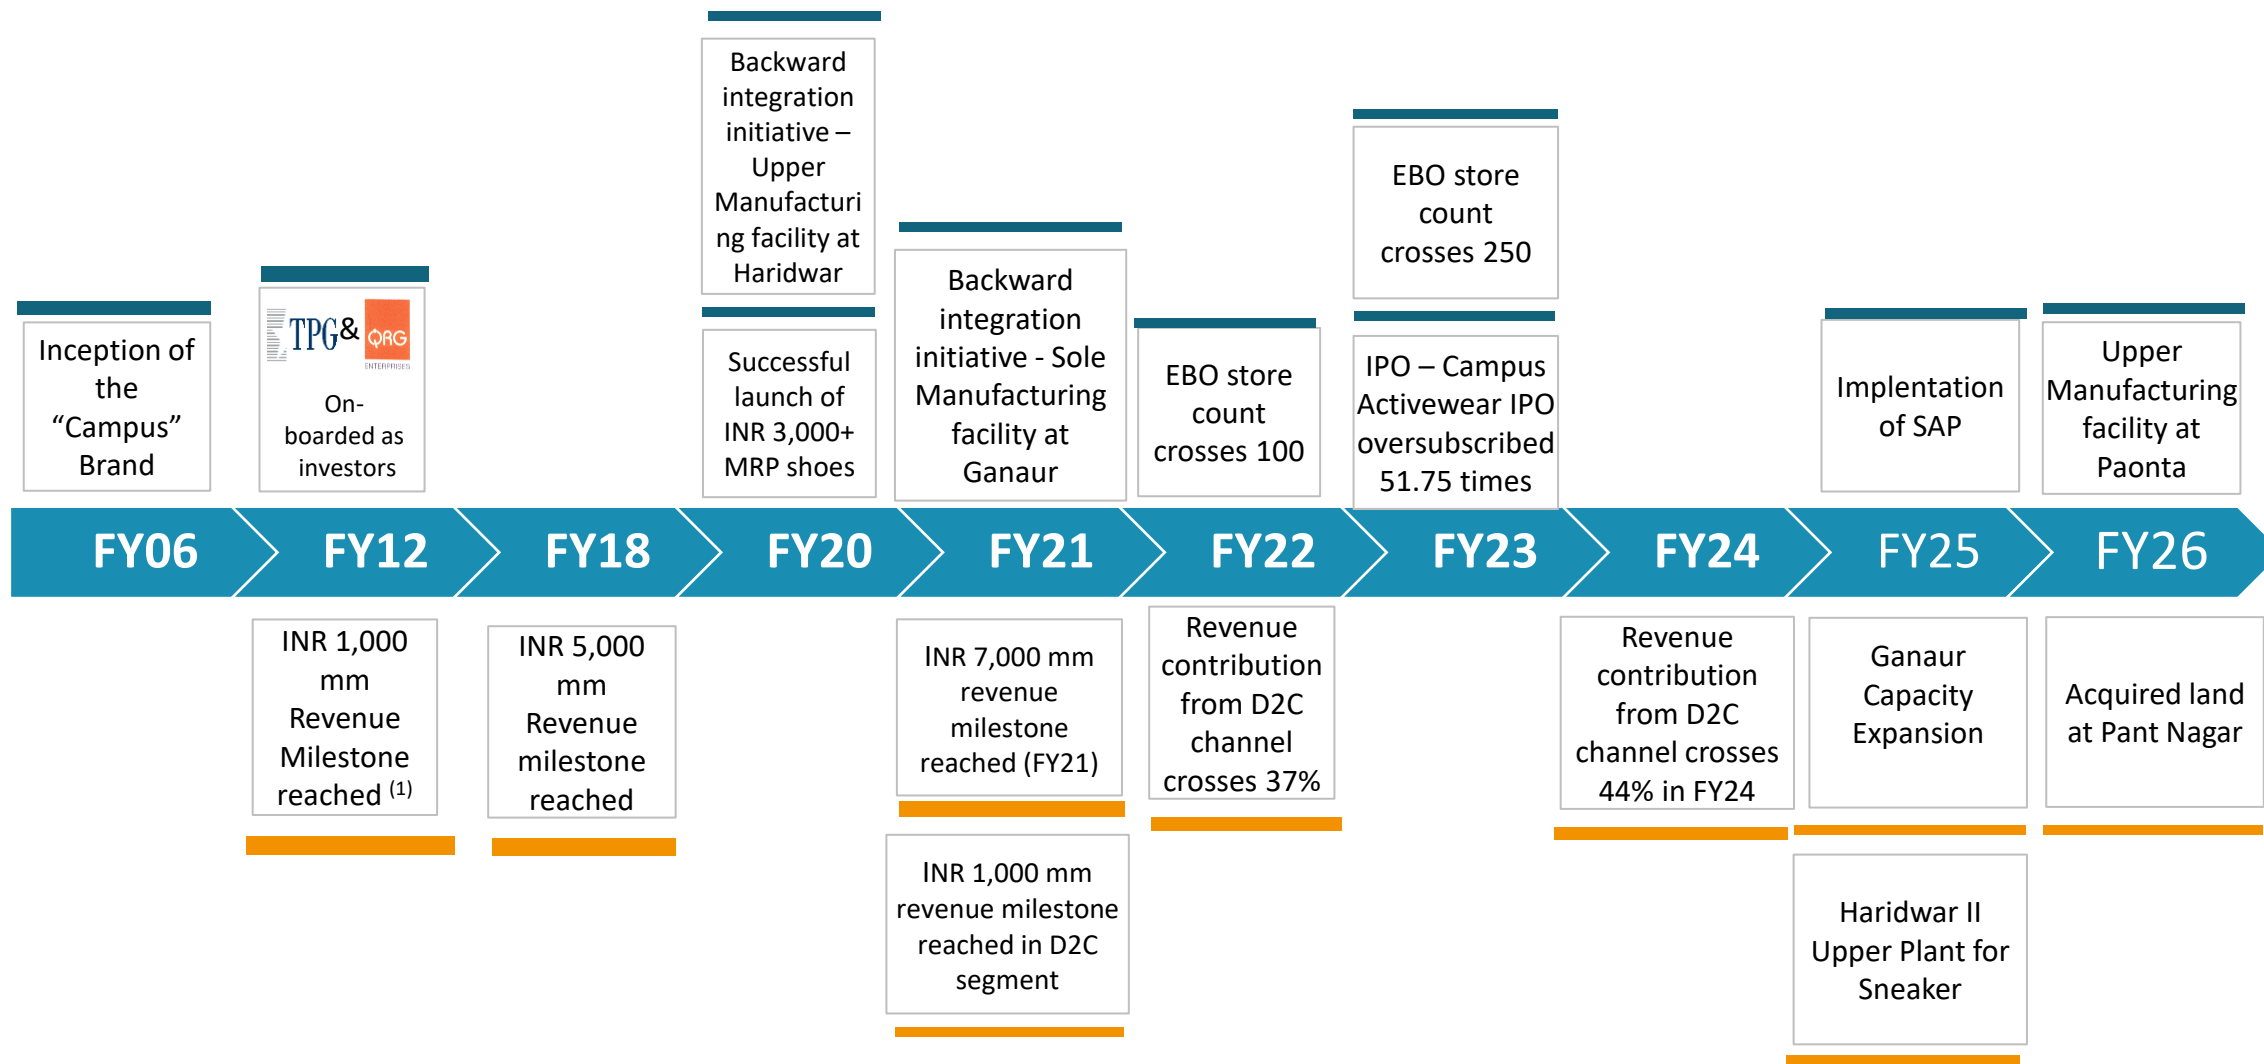 Inception of
the
“Campus”
Brand
TPG&
QRG
ENTERPRISES
On-
boarded as
investors
Backward
integration
initiative –
Upper
Manufacturi
ng facility at
Haridwar
Successful
launch of
INR 3,000+
MRP shoes
Backward
integration
initiative - Sole
Manufacturing
facility at
Ganaur
EBO store
count
crosses 100
EBO store
count
crosses 250
IPO – Campus
Activewear IPO
oversubscribed
51.75 times
Implentation
of SAP
Upper
Manufacturing
facility at
Paonta
FY06
FY12
FY18
FY20
FY21
FY22
FY23
FY24
FY25
FY26
INR 1,000
mm
Revenue
Milestone
reached (1)
INR 5,000
mm
Revenue
milestone
reached
INR 7,000 mm
revenue
milestone
reached (FY21)
INR 1,000 mm
revenue milestone
reached in D2C
segment
Revenue
contribution
from D2C
channel
crosses 37%
Revenue
contribution
from D2C
channel crosses
44% in FY24
Ganaur
Capacity
Expansion
Haridwar II
Upper Plant for
Sneaker
Acquired land
at Pant Nagar